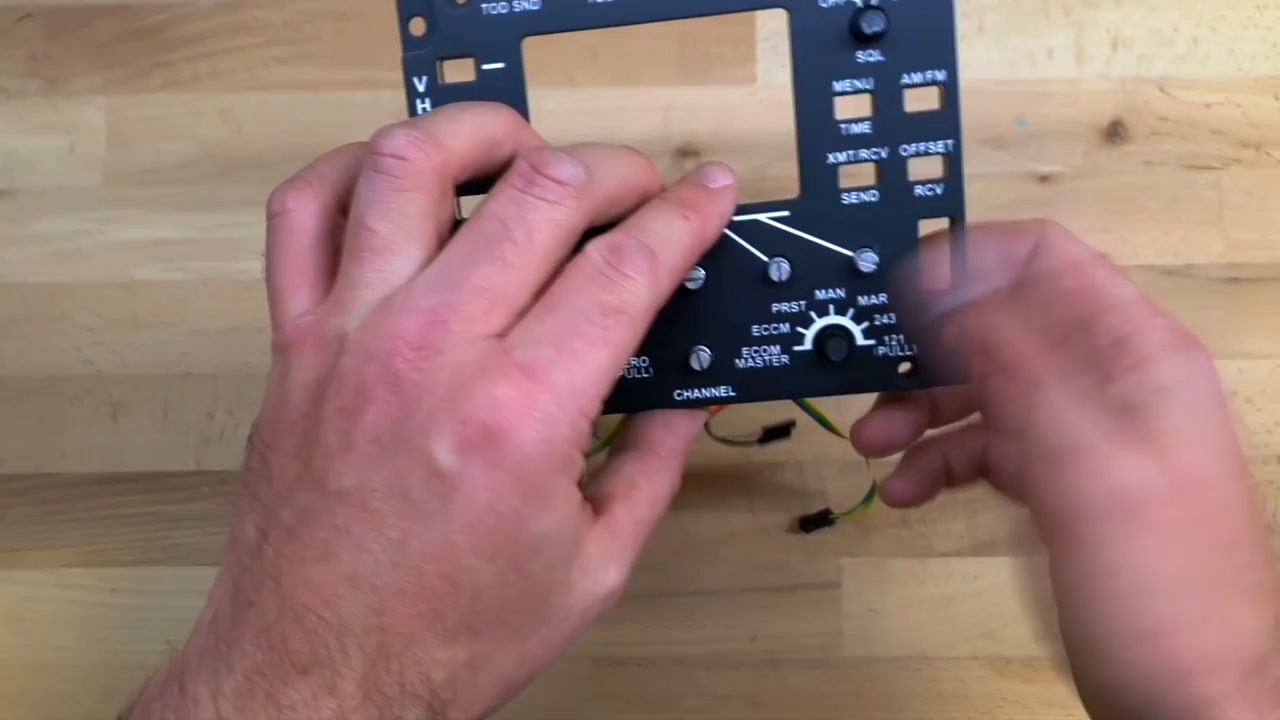 TOD SND
SQL
V
H
MENU
AM/FM
TIME
XMT/RCV
OFFSET
SEND
RCV
PRST
MAN
MAR
ECCM
243
ECOM
MASTER
121
(PULL)
CHANNEL